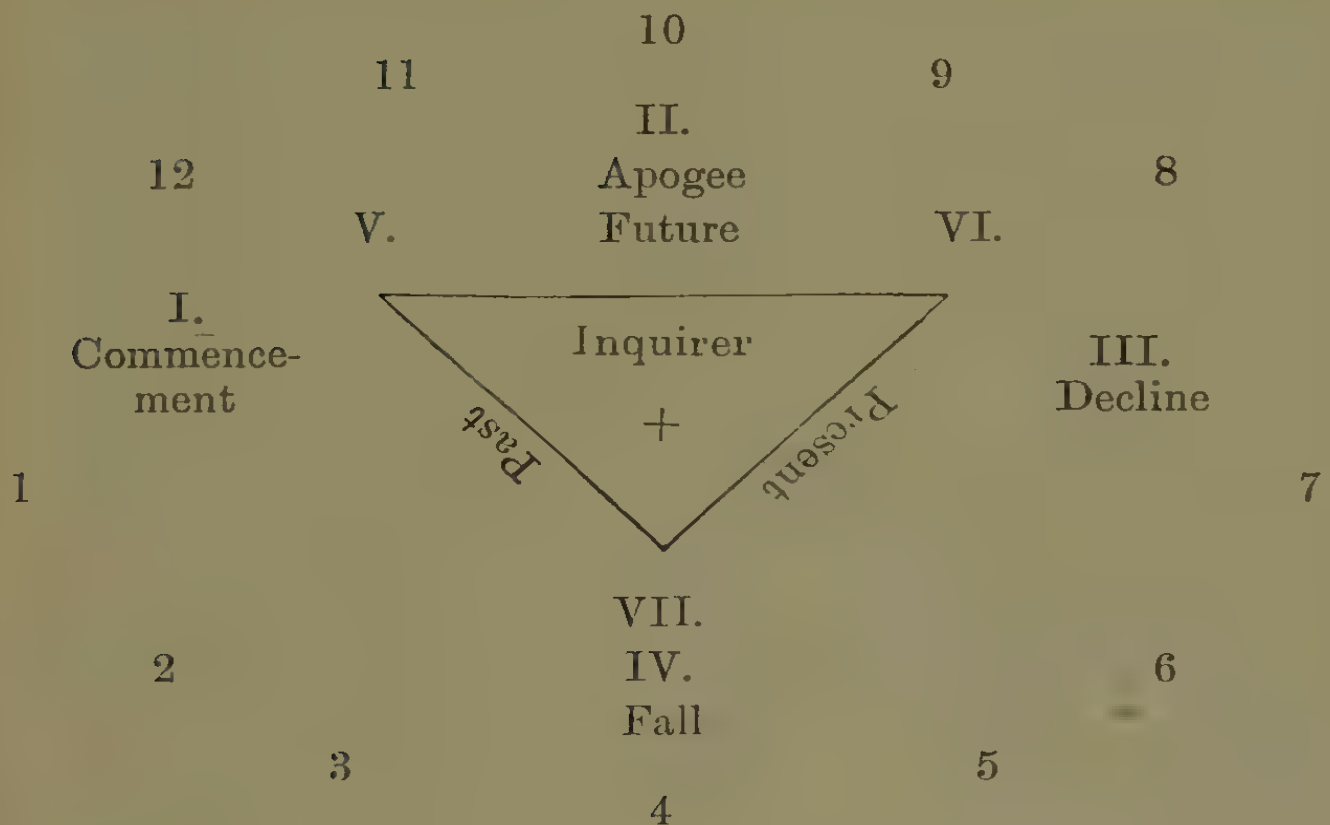 10
11
9
II.
12
Apogee
8
V.
Future
VI.
I.
Inquirer
III.
Commence-
ment
Decline
Past
+
Present
1
7
VII.
2
IV.
6
Fall
3
5
4